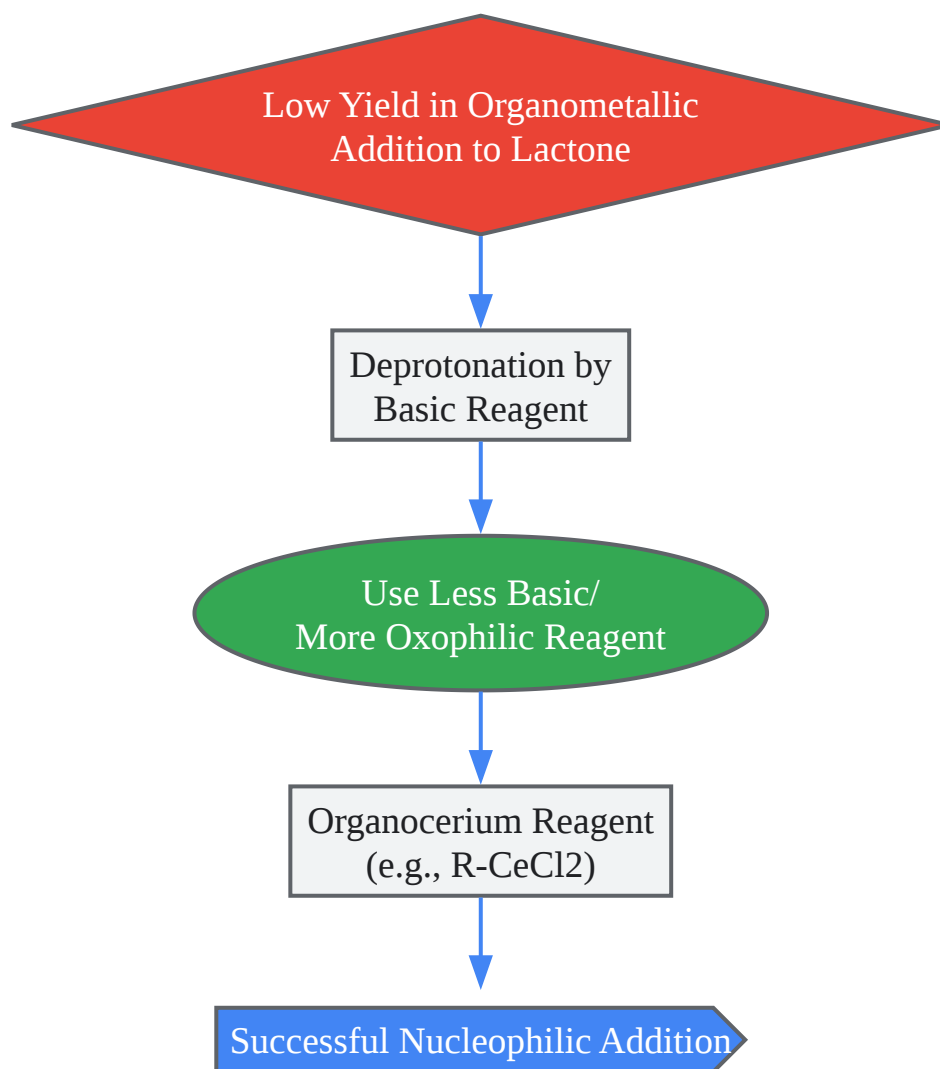 Low Yield in Organometallic
Addition to Lactone
Deprotonation by
Basic Reagent
Use Less Basic/
More Oxophilic Reagent
Organocerium Reagent
(e.g., R-CeCl2)
Successful Nucleophilic Addition